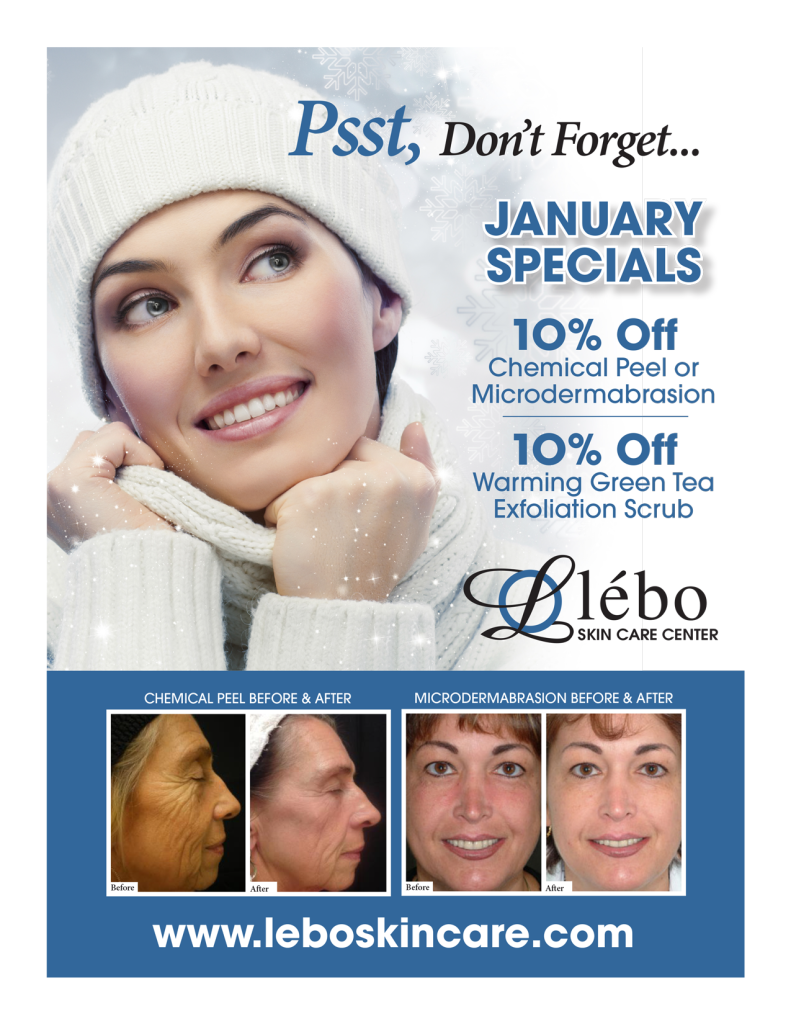 Psst, Don't Forget...
JANUARY
SPECIALS
10% Off
Chemical Peel or
Microdermabrasion
10% Off
Warming Green Tea
Exfoliation Scrub
L lébo
SKIN CARE CENTER
CHEMICAL PEEL BEFORE & AFTER
Before
After
MICRODERMABRASION BEFORE & AFTER
Before
After
www.leboskincare.com